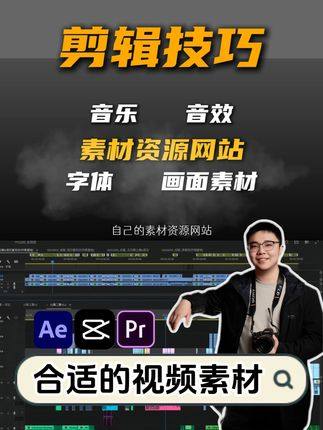 剪辑技巧
音乐 音效
素材资源网站
字体 画面素材
自己的素材资源网站
Ae Pr
合适的视频素材